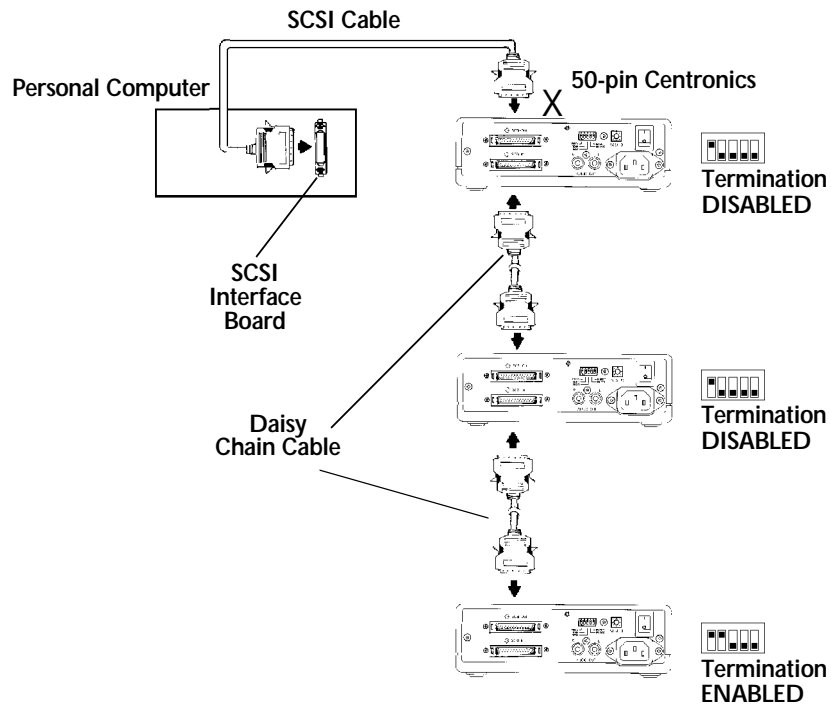 SCSI Cable
Personal Computer
X
50-pin Centronics
Termination
DISABLED
SCSI
Interface
Board
Termination
DISABLED
Daisy
Chain Cable
Termination
ENABLED